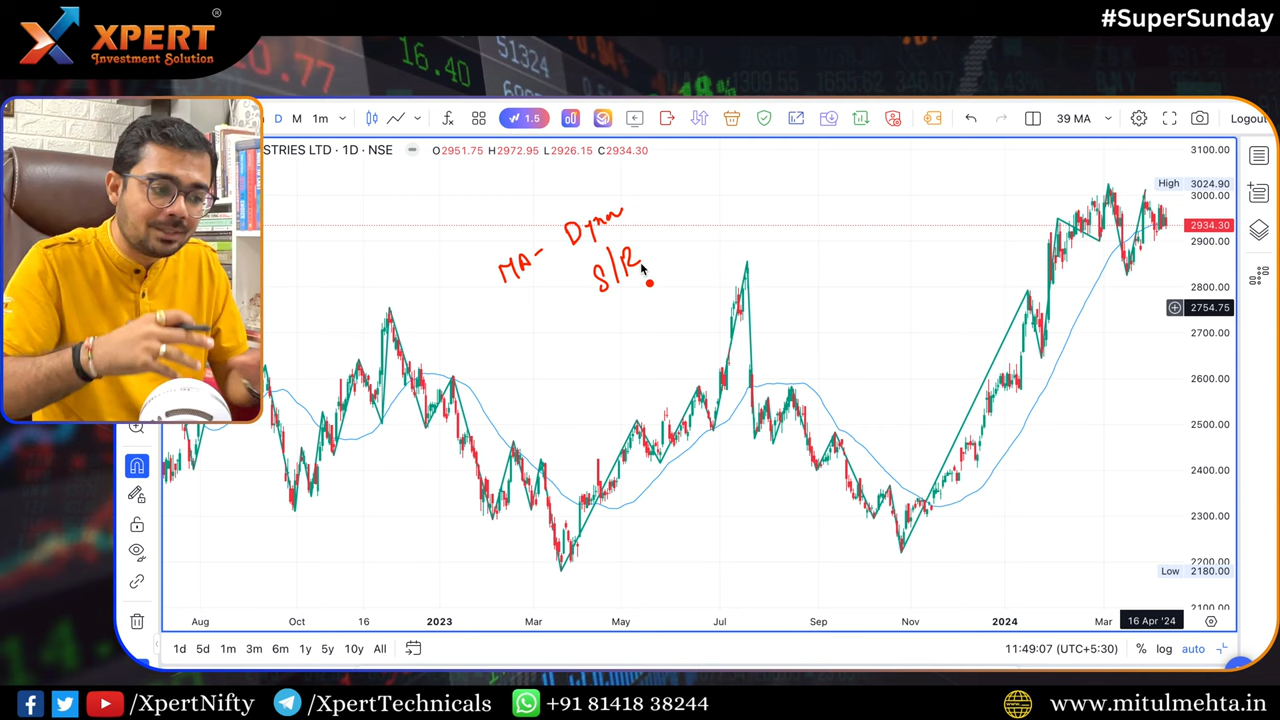 XPERT
Investment Solution
®
#SuperSunday
0.77
16.40
51324
D M 1m
1.5
39 MA
Logout
STRIES LTD · 1D · NSE
O2951.75 H2972.95 L2926.15 C2934.30
MA - Dyna
S/R
3100.00
High 3024.90
3000.00
2934.30
2900.00
2800.00
2754.75
2700.00
2600.00
2500.00
2400.00
2300.00
2200.00
Low 2180.00
2100.00
Aug Oct 16 2023 Mar May Jul Sep Nov 2024 Mar 16 Apr '24
1d 5d 1m 3m 6m 1y 5y 10y All
11:49:07 (UTC+5:30) % log auto
/XpertNifty /XpertTechnicals +91 81418 38244 www.mitulmehta.in